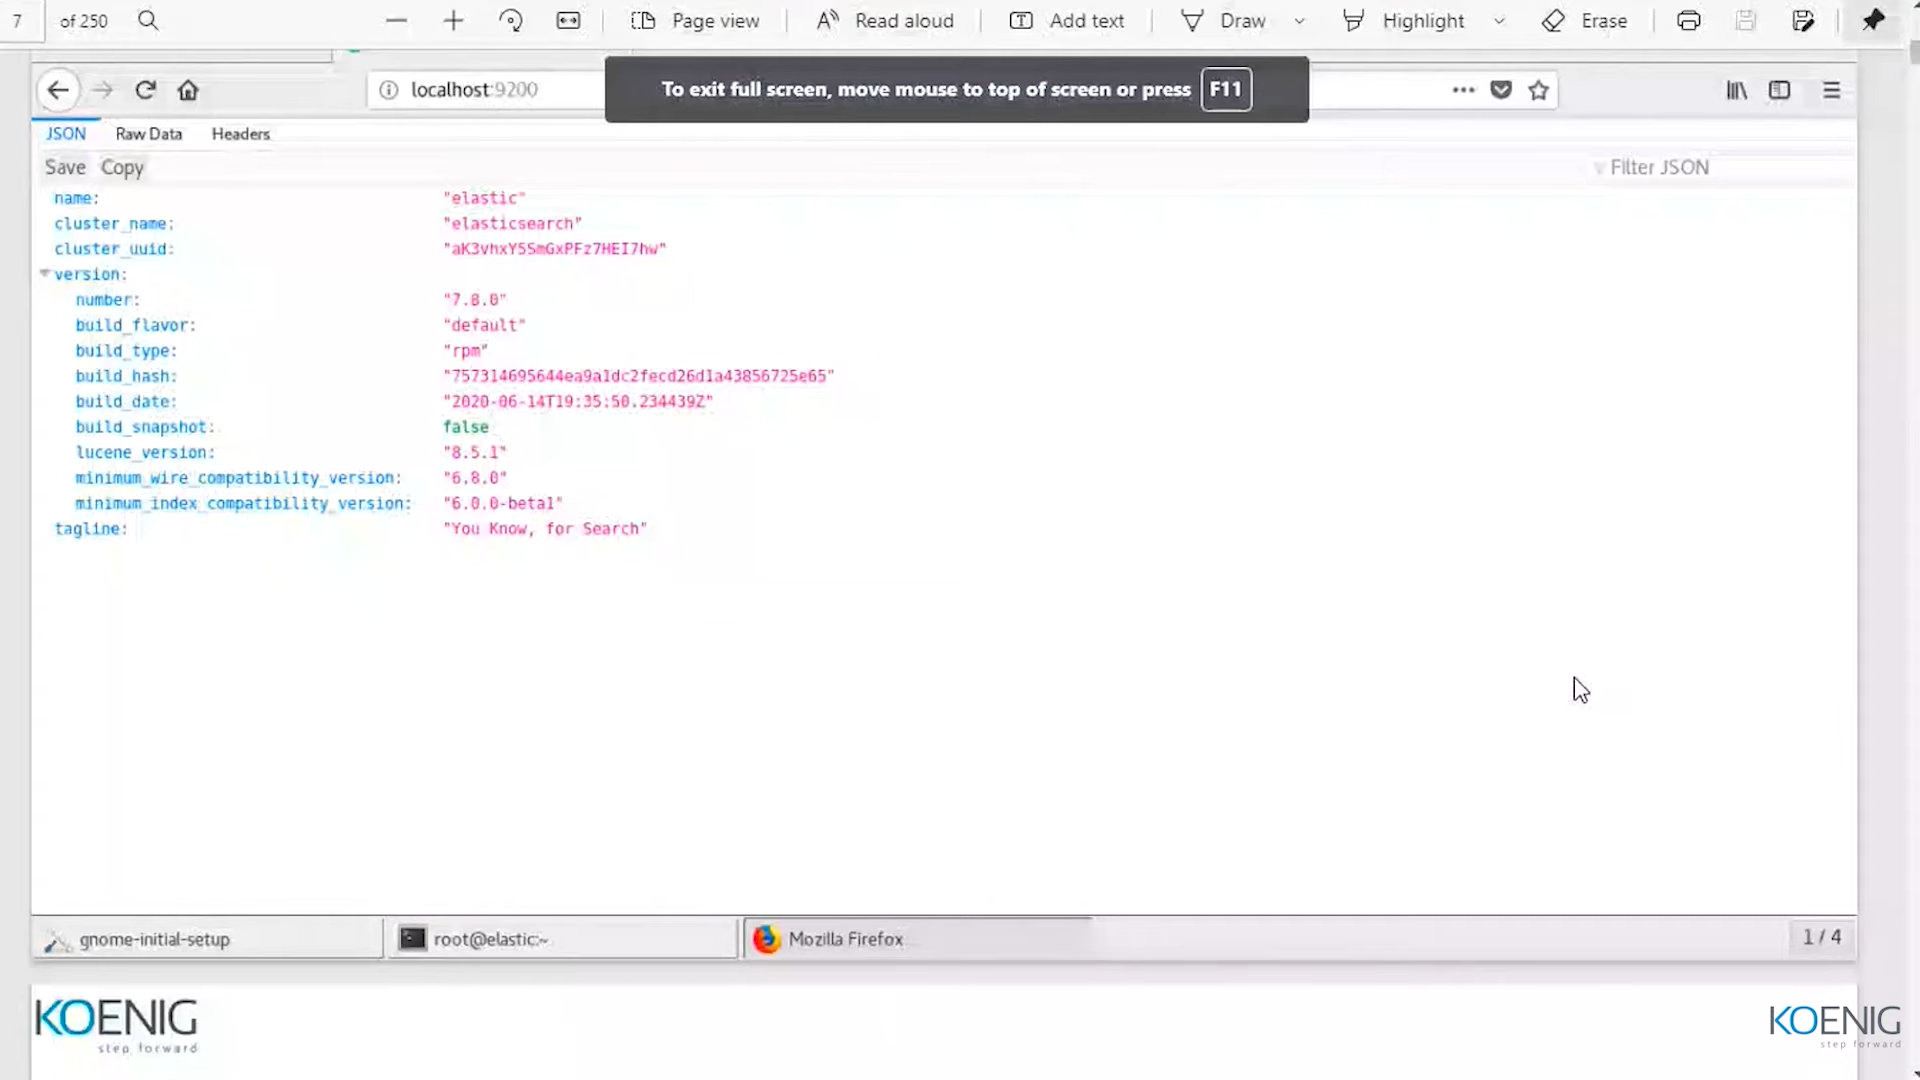 7 of 250 Page view Read aloud Add text Draw Highlight Erase
localhost:9200 To exit full screen, move mouse to top of screen or press F11
JSON Raw Data Headers
Save Copy Filter JSON
name: "elastic"
cluster_name: "elasticsearch"
cluster_uuid: "aK3vhxY5SmGxPFz7HEI7hw"
version:
number: "7.8.0"
build_flavor: "default"
build_type: "rpm"
build_hash: "757314695644ea9a1dc2fecd26d1a43856725e65"
build_date: "2020-06-14T19:35:50.234439Z"
build_snapshot: false
lucene_version: "8.5.1"
minimum_wire_compatibility_version: "6.8.0"
minimum_index_compatibility_version: "6.0.0-beta1"
tagline: "You Know, for Search"
gnome-initial-setup root@elastic:~ Mozilla Firefox 1 / 4
KOENIG KOENIG
step forward step forward